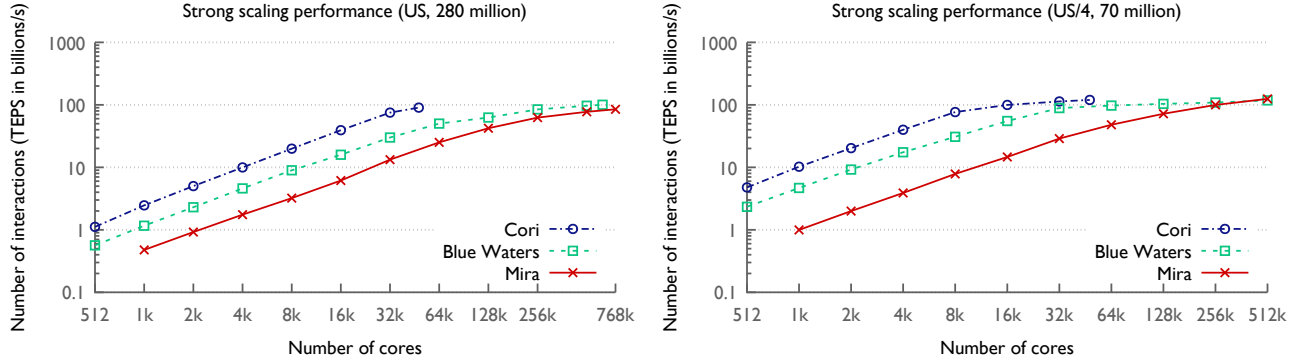 Strong scaling performance (US, 280 million)
Number of interactions (TEPS in billions/s)
1000
100
10
1
0.1
Cori
Blue Waters
Mira
512 1k 2k 4k 8k 16k 32k 64k 128k 256k 768k
Number of cores
Strong scaling performance (US/4, 70 million)
Number of interactions (TEPS in billions/s)
1000
100
10
1
0.1
Cori
Blue Waters
Mira
512 1k 2k 4k 8k 16k 32k 64k 128k 256k 512k
Number of cores